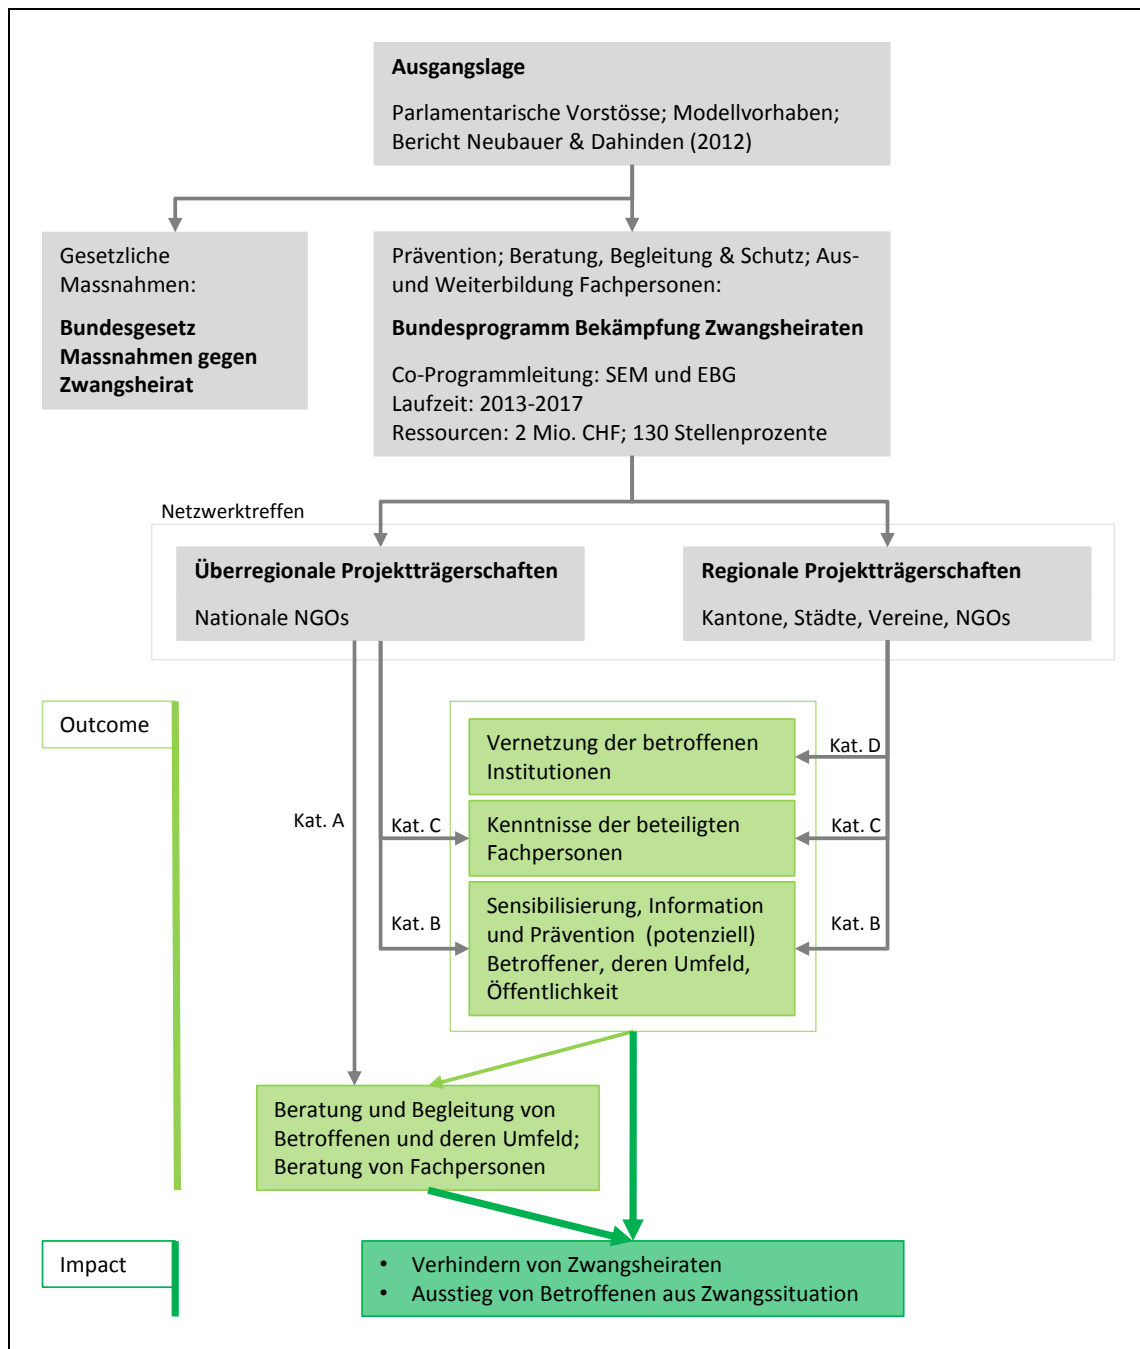 Ausgangslage
Parlamentarische Vorstösse; Modellvorhaben;
Bericht Neubauer & Dahinden (2012)
Gesetzliche
Massnahmen:
Bundesgesetz
Massnahmen gegen
Zwangsheirat
Prävention; Beratung, Begleitung & Schutz; Aus-
und Weiterbildung Fachpersonen:
Bundesprogramm Bekämpfung Zwangsheiraten
Co-Programmleitung: SEM und EBG
Laufzeit: 2013-2017
Ressourcen: 2 Mio. CHF; 130 Stellenprozente
Netzwerktreffen
Überregionale Projektträgerschaften
Nationale NGOs
Regionale Projektträgerschaften
Kantone, Städte, Vereine, NGOs
Outcome
Vernetzung der betroffenen
Institutionen
Kat. D
Kat. A
Kat. C
Kenntnisse der beteiligten
Fachpersonen
Kat. C
Kat. B
Sensibilisierung, Information
und Prävention  (potenziell)
Betroffener, deren Umfeld,
Öffentlichkeit
Kat. B
Beratung und Begleitung von
Betroffenen und deren Umfeld;
Beratung von Fachpersonen
Impact
• Verhindern von Zwangsheiraten
• Ausstieg von Betroffenen aus Zwangssituation